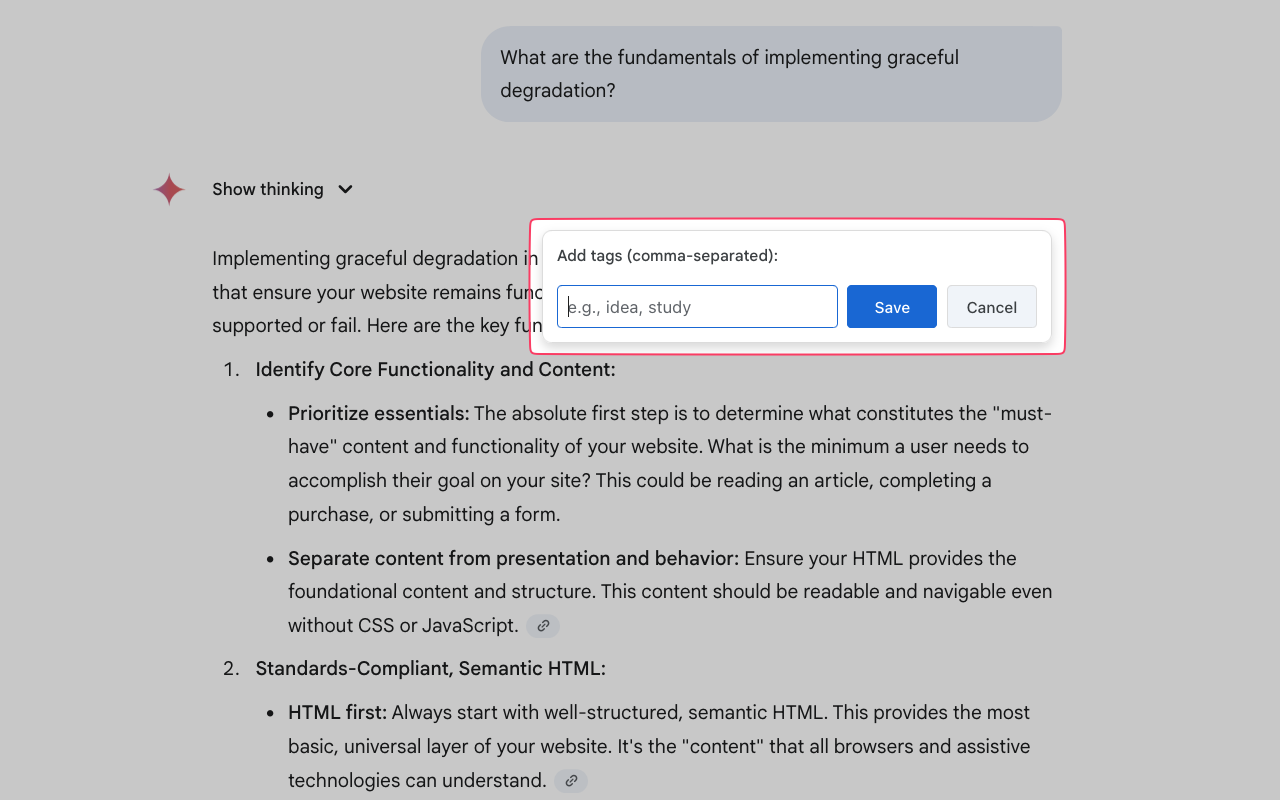 What are the fundamentals of implementing graceful
degradation?
Show thinking
Implementing graceful degradation in
that ensure your website remains func
supported or fail. Here are the key fun
Add tags (comma-separated):
e.g., idea, study
Save
Cancel
1. Identify Core Functionality and Content:
• Prioritize essentials: The absolute first step is to determine what constitutes the "must-
have" content and functionality of your website. What is the minimum a user needs to
accomplish their goal on your site? This could be reading an article, completing a
purchase, or submitting a form.
• Separate content from presentation and behavior: Ensure your HTML provides the
foundational content and structure. This content should be readable and navigable even
without CSS or JavaScript.
2. Standards-Compliant, Semantic HTML:
• HTML first: Always start with well-structured, semantic HTML. This provides the most
basic, universal layer of your website. It's the "content" that all browsers and assistive
technologies can understand.